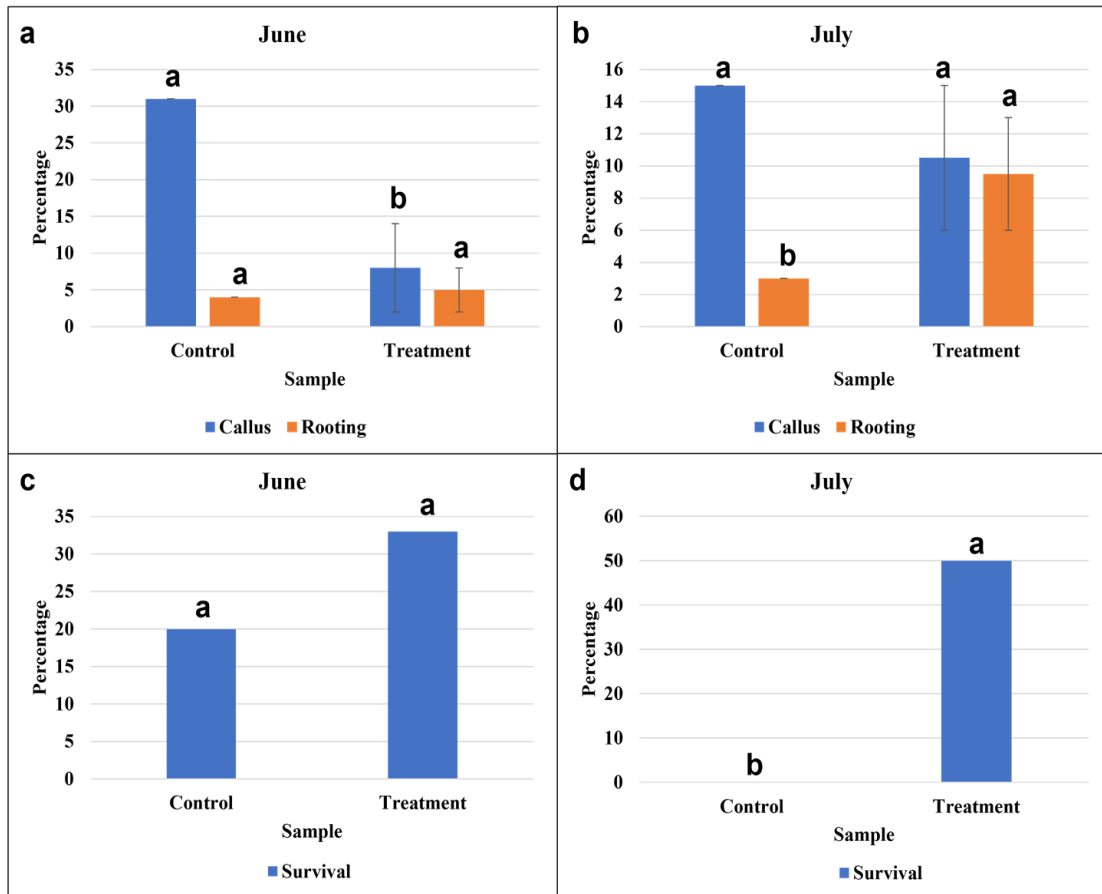 a
June
35
30
25
20
15
10
5
0
Percentage
a
a
b
a
Control Treatment
Sample
Callus Rooting
b
July
16
14
12
10
8
6
4
2
0
Percentage
a
b
a
a
Control Treatment
Sample
Callus Rooting
c
June
35
30
25
20
15
10
5
0
Percentage
a
a
Control Treatment
Sample
Survival
d
July
60
50
40
30
20
10
0
Percentage
b
a
Control Treatment
Sample
Survival